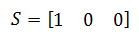 S = [1 0 0]